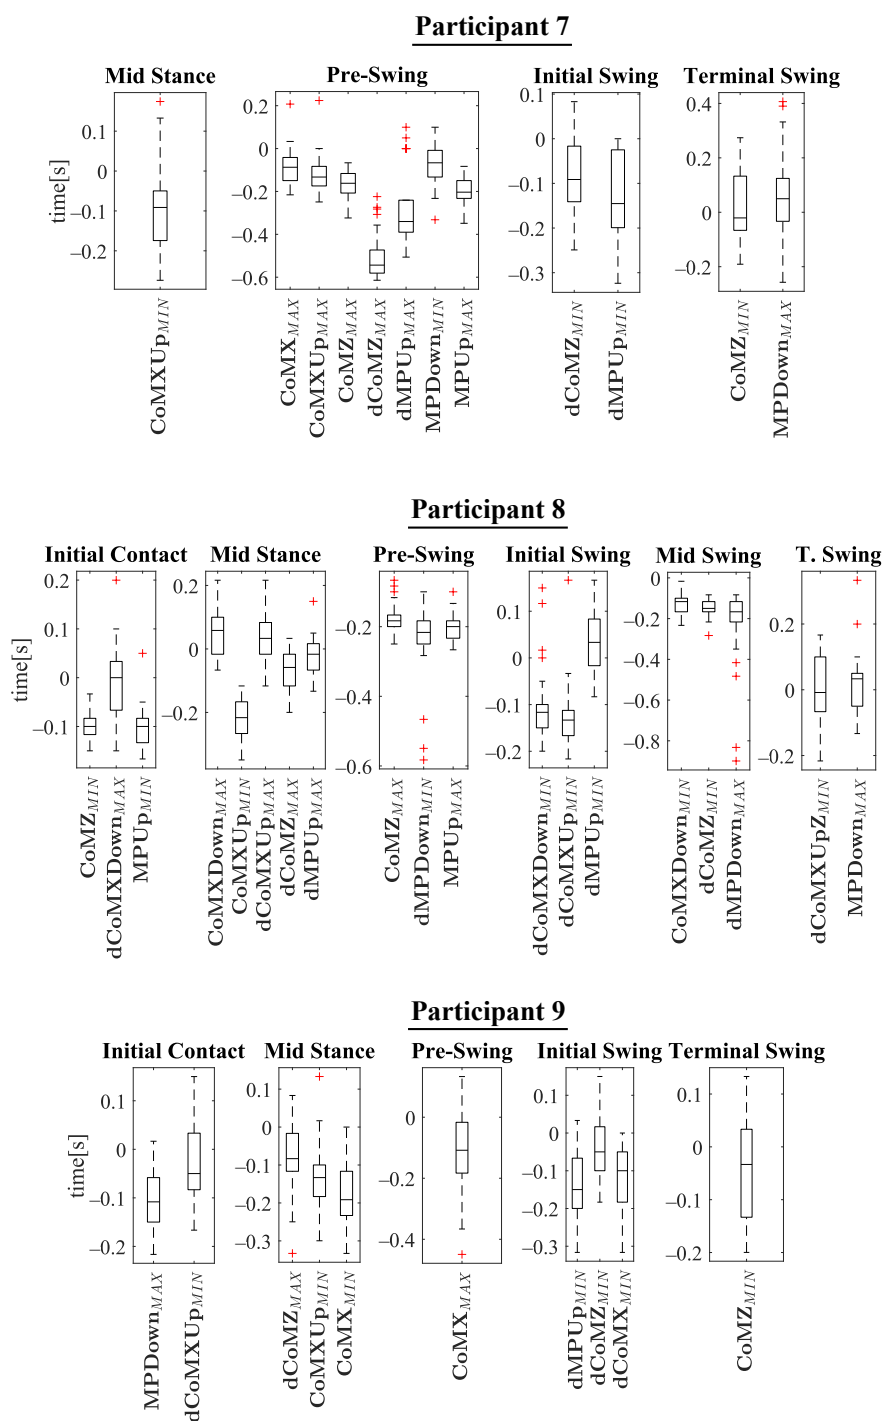 Participant 7
Mid Stance Pre-Swing Initial Swing Terminal Swing
time[s]
0.1
0
−0.1
−0.2
0.2
0
−0.2
−0.4
−0.6
0.1
0
−0.1
−0.2
−0.3
0.4
0.2
0
−0.2
CoMXUpMIN
CoMXMAX
CoMXUpMAX
CoMZMAX
dCoMZMAX
dMPUpMAX
MPDownMIN
MPUpMAX
dCoMZMIN
dMPUpMIN
CoMZMIN
MPDownMAX
Participant 8
Initial Contact Mid Stance Pre-Swing Initial Swing Mid Swing T. Swing
time[s]
0.2
0.1
0
−0.1
0.2
0
−0.2
−0.2
−0.4
−0.6
0.1
0
−0.1
−0.2
0
−0.2
−0.4
−0.6
−0.8
0.2
0
−0.2
CoMZMIN
dCoMXDownMAX
MPUpMIN
CoMXDownMAX
CoMXUpMIN
dCoMXUpMAX
dCoMZMAX
dMPUpMAX
CoMZMAX
dMPDownMIN
MPUpMAX
dCoMXDownMIN
dCoMXUpMIN
dMPUpMIN
CoMXDownMIN
dCoMZMIN
dMPDownMAX
dCoMXUpZMIN
MPDownMAX
Participant 9
Initial Contact Mid Stance Pre-Swing Initial Swing Terminal Swing
time[s]
0.1
0
−0.1
−0.2
0.1
0
−0.1
−0.2
−0.3
0
−0.2
−0.4
0.1
0
−0.1
−0.2
−0.3
0.1
0
−0.1
−0.2
MPDownMAX
dCoMXUpMIN
dCoMZMAX
CoMXUpMIN
CoMXMIN
CoMXMAX
dMPUpMIN
dCoMZMIN
dCoMXMIN
CoMZMIN